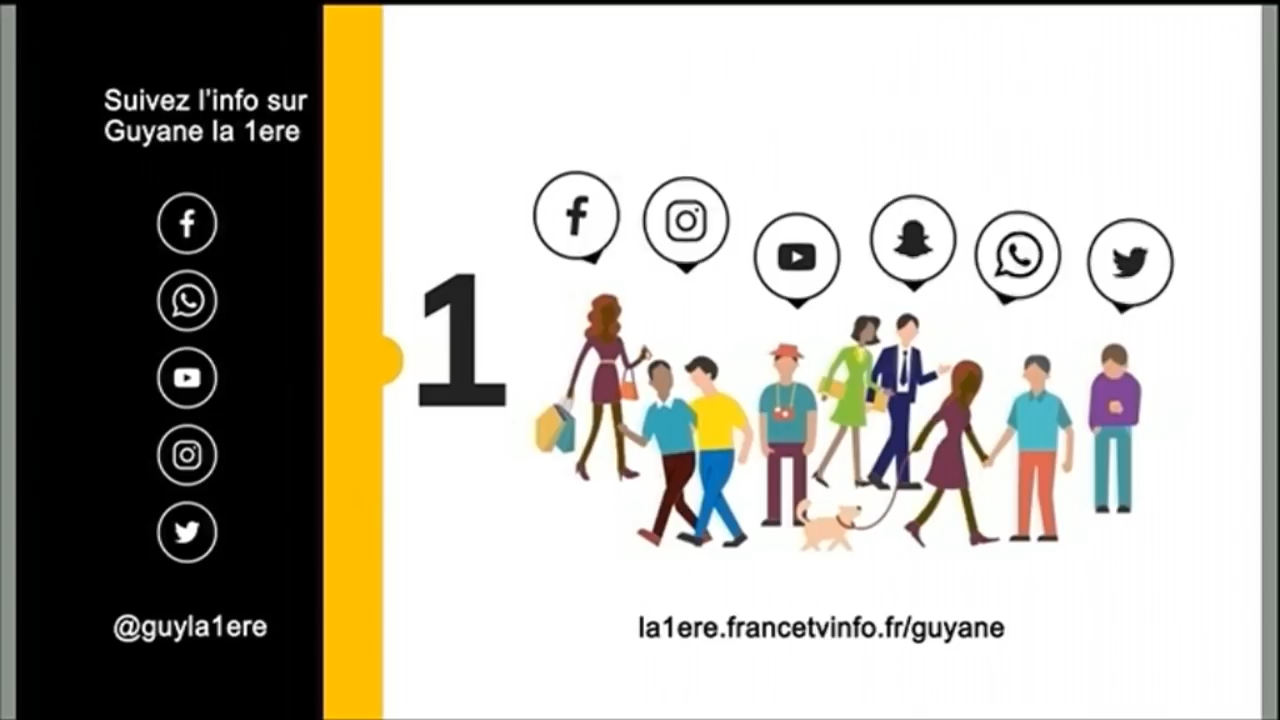 Suivez l'info sur
Guyane la 1ere
@guyla1ere
1
la1ere.francetvinfo.fr/guyane